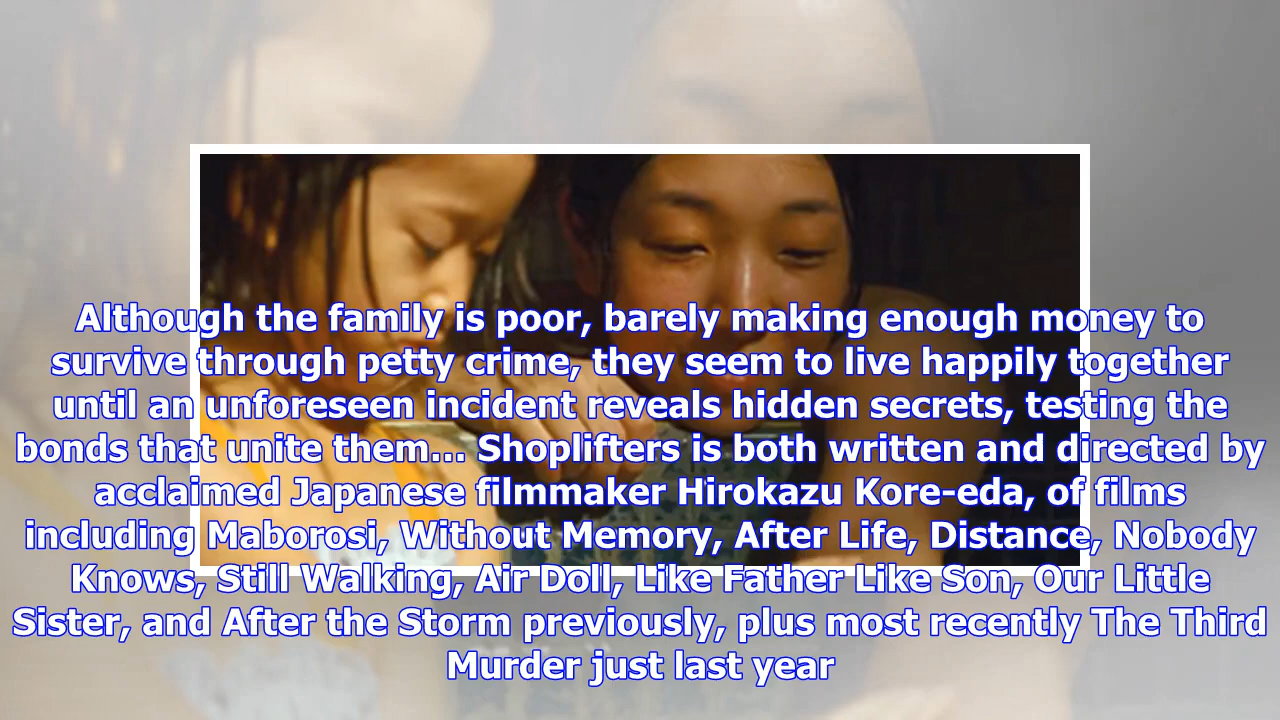 Although the family is poor, barely making enough money to
survive through petty crime, they seem to live happily together
until an unforeseen incident reveals hidden secrets, testing the
bonds that unite them... Shoplifters is both written and directed by
acclaimed Japanese filmmaker Hirokazu Kore-eda, of films
including Maborosi, Without Memory, After Life, Distance, Nobody
Knows, Still Walking, Air Doll, Like Father Like Son, Our Little
Sister, and After the Storm previously, plus most recently The Third
Murder just last year